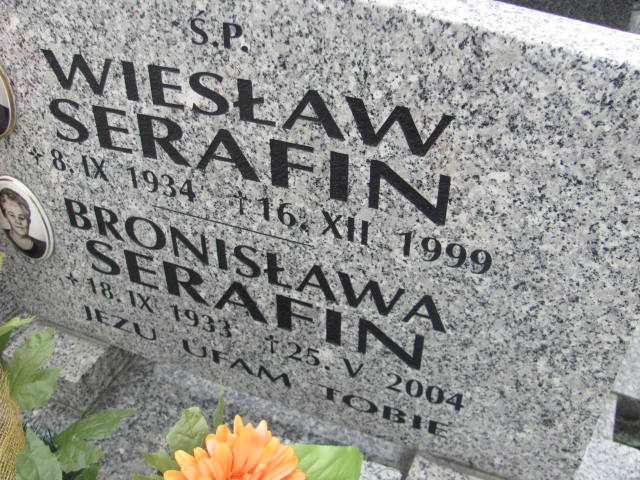 Ś.P.
WIESŁAW
SERAFIN
* 8. IX 1934 † 16. XII 1999
BRONISŁAWA
SERAFIN
* 18. IX 1933 † 25. V 2004
JEZU UFAM TOBIE